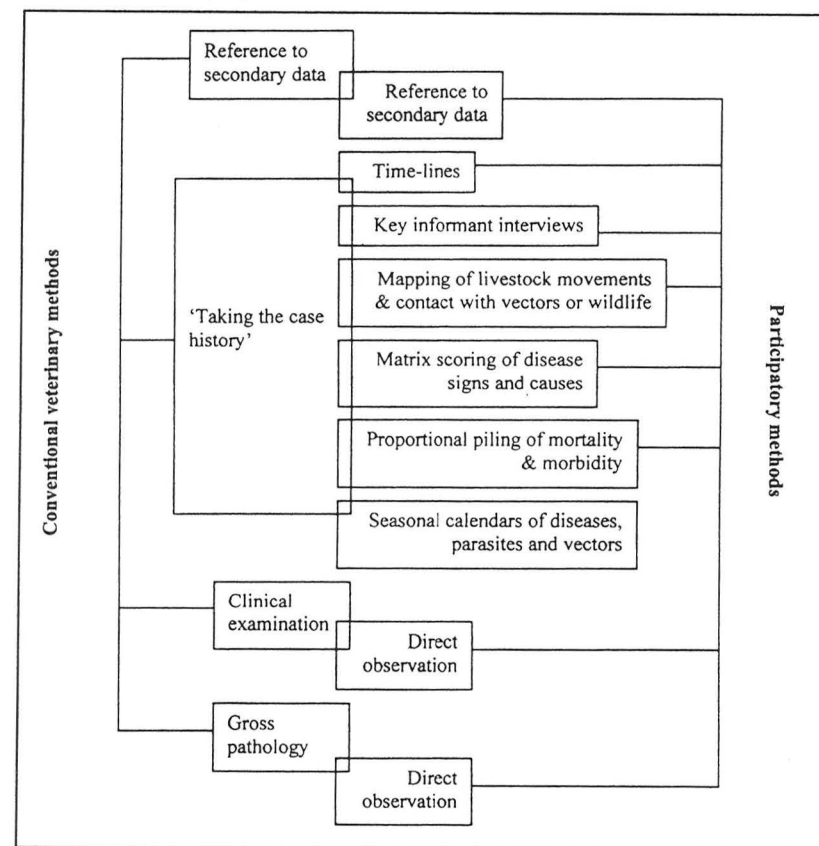 Reference to
secondary data
Reference to
secondary data
Time-lines
Key informant interviews
Mapping of livestock movements
& contact with vectors or wildlife
'Taking the case
history'
Matrix scoring of disease
signs and causes
Proportional piling of mortality
& morbidity
Seasonal calendars of diseases,
parasites and vectors
Clinical
examination
Direct
observation
Gross
pathology
Direct
observation
Conventional veterinary methods
Participatory methods